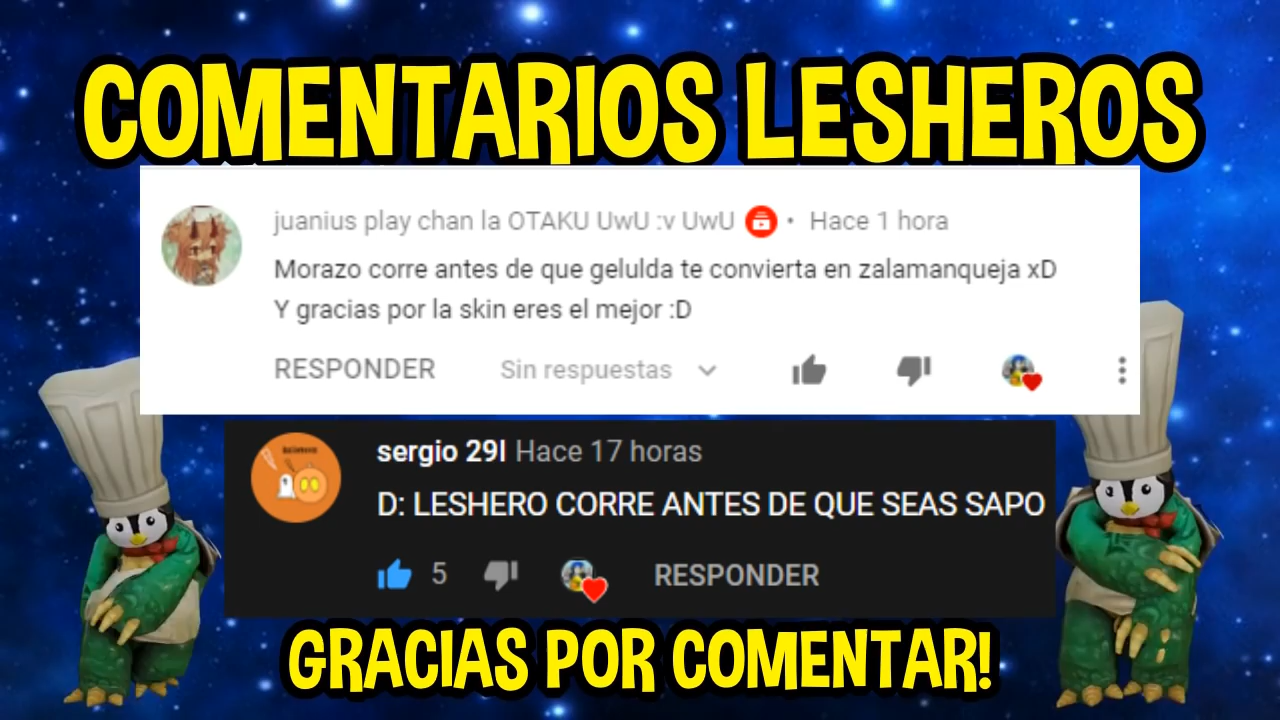 COMENTARIOS LESHEROS
juanius play chan la OTAKU UwU :v UwU • Hace 1 hora
Morazo corre antes de que gelulda te convierta en zalamanqueja xD
Y gracias por la skin eres el mejor :D
RESPONDER Sin respuestas
sergio 29l Hace 17 horas
D: LESHERO CORRE ANTES DE QUE SEAS SAPO
5 RESPONDER
GRACIAS POR COMENTAR!